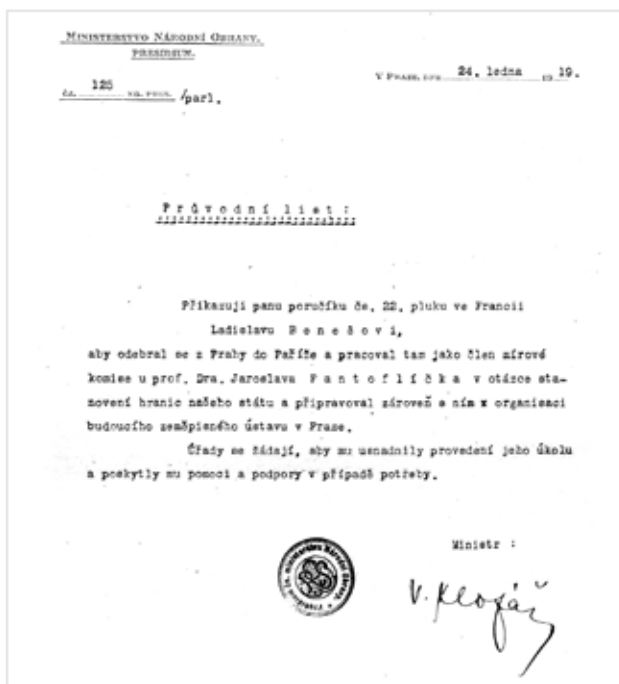 MINISTERSTVO NÁRODNÍ OBRANY.
PRESIDIUM.
V PRAZE, DNE 24. ledna 1919.
čs. 125 /parl.
Průvodní list:
Přikazuji panu poručíku čs. 22. pluku ve Francii
Ladislavu Benešovi,
aby odebral se z Prahy do Paříže a pracoval tam jako člen mírové
komise u prof. Dra. Jaroslava Pantoflíčka v otázce sta-
novení hranic našeho státu a připravoval zároveň s ním x organisaci
budoucího zeměpisného ústavu v Praze.
Úřady se žádají, aby mu usnadnily provedení jeho úkolu
a poskytly mu pomoci a podpory v případě potřeby.
Ministr :
V. Klofáč